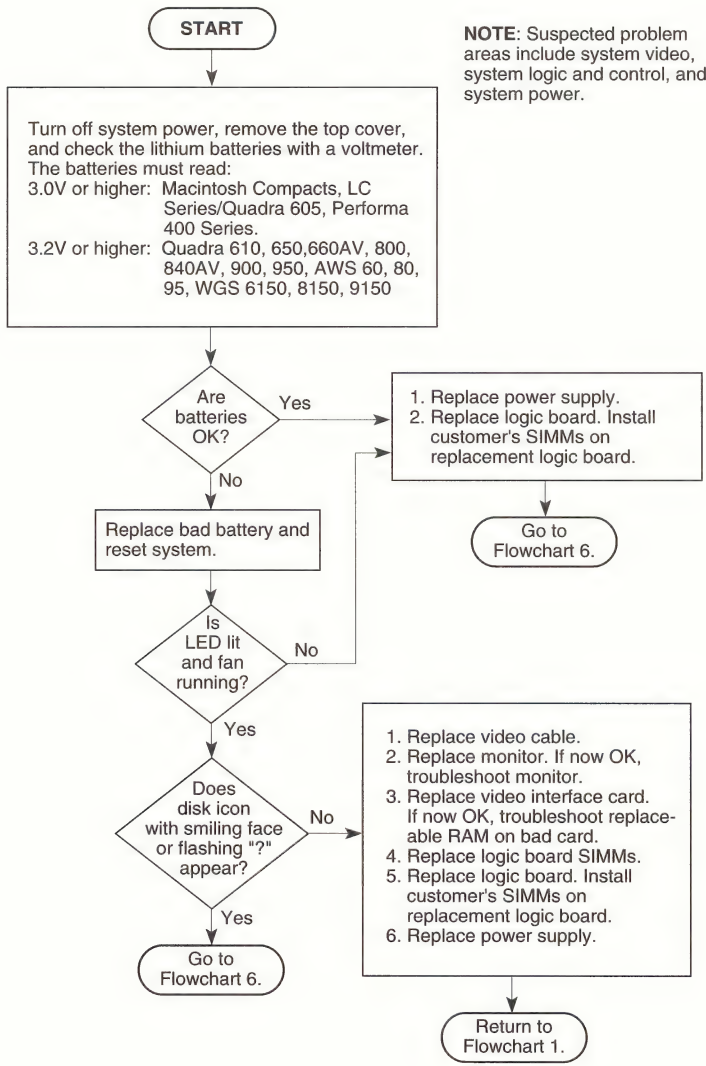 START
NOTE: Suspected problem
areas include system video,
system logic and control, and
system power.
Turn off system power, remove the top cover,
and check the lithium batteries with a voltmeter.
The batteries must read:
3.0V or higher: Macintosh Compacts, LC
Series/Quadra 605, Performa
400 Series.
3.2V or higher: Quadra 610, 650,660AV, 800,
840AV, 900, 950, AWS 60, 80,
95, WGS 6150, 8150, 9150
Are
batteries
OK?
Yes
No
1. Replace power supply.
2. Replace logic board. Install
customer's SIMMs on
replacement logic board.
Go to
Flowchart 6.
Replace bad battery and
reset system.
Is
LED lit
and fan
running?
No
Yes
Does
disk icon
with smiling face
or flashing "?"
appear?
No
Yes
1. Replace video cable.
2. Replace monitor. If now OK,
troubleshoot monitor.
3. Replace video interface card.
If now OK, troubleshoot replace-
able RAM on bad card.
4. Replace logic board SIMMs.
5. Replace logic board. Install
customer's SIMMs on
replacement logic board.
6. Replace power supply.
Go to
Flowchart 6.
Return to
Flowchart 1.